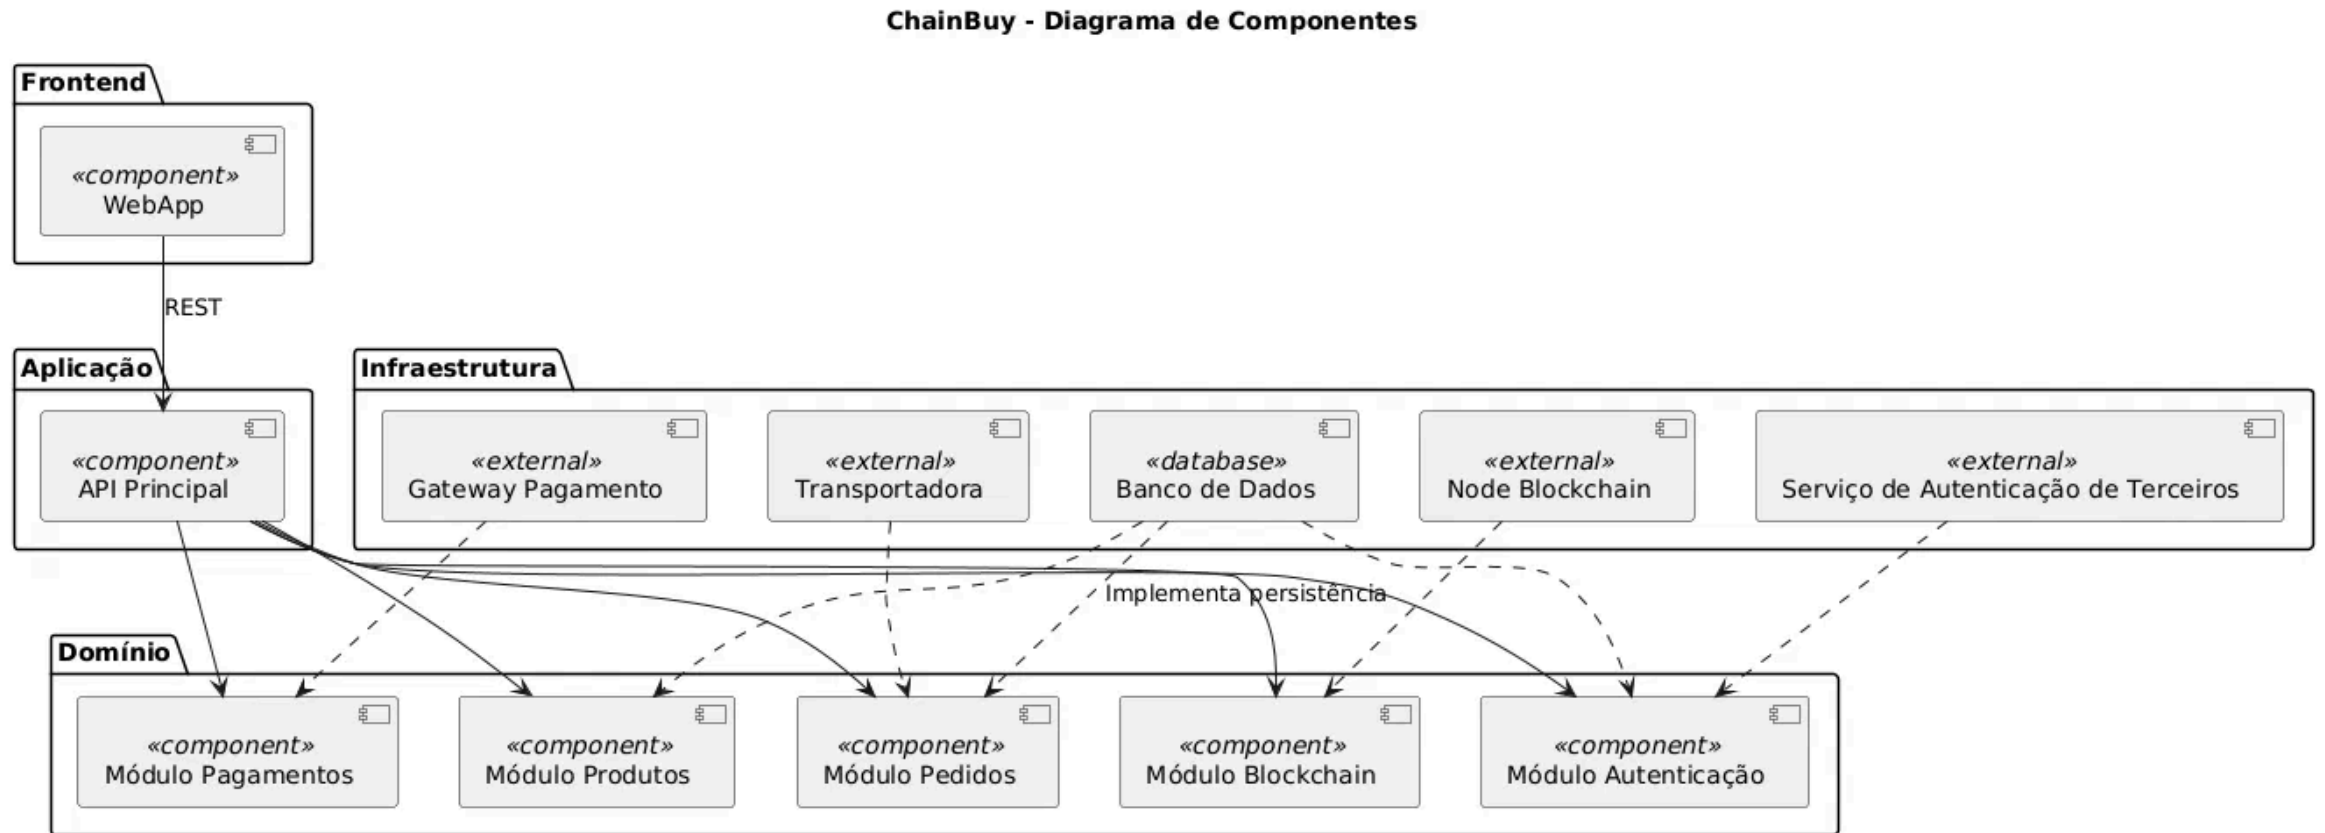 ChainBuy - Diagrama de Componentes
Frontend
«component»
WebApp
REST
Aplicação
«component»
API Principal
Infraestrutura
«external»
Gateway Pagamento
«external»
Transportadora
«database»
Banco de Dados
«external»
Node Blockchain
«external»
Serviço de Autenticação de Terceiros
Implementa persistência
Domínio
«component»
Módulo Pagamentos
«component»
Módulo Produtos
«component»
Módulo Pedidos
«component»
Módulo Blockchain
«component»
Módulo Autenticação